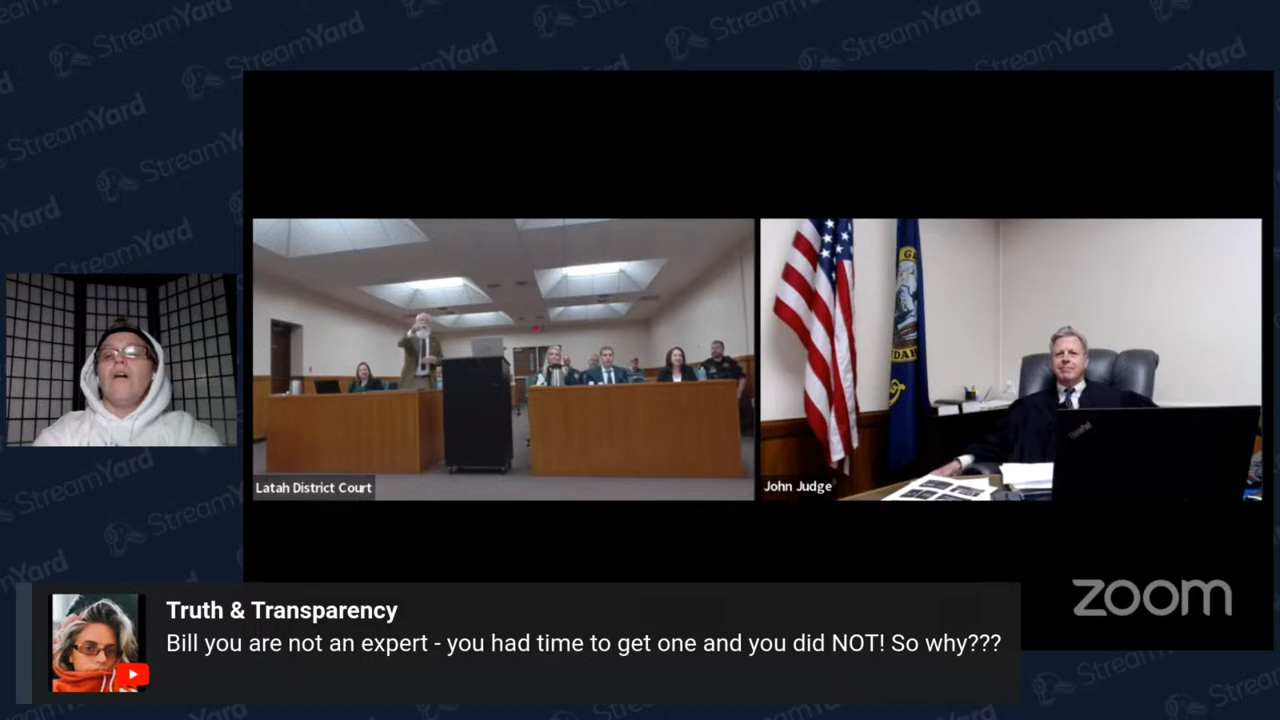 StreamYard
Latah District Court
John Judge
zoom
Truth & Transparency
Bill you are not an expert - you had time to get one and you did NOT! So why???